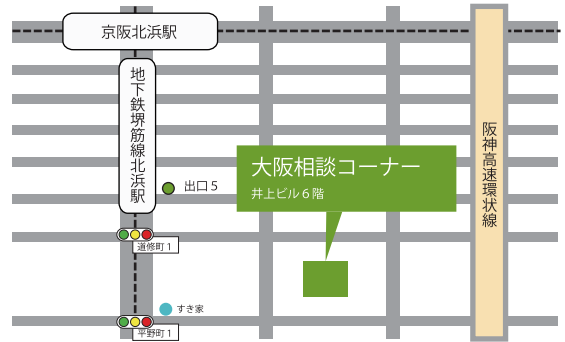 京阪北浜駅
地下鉄堺筋線北浜駅
出口 5
大阪相談コーナー
井上ビル 6 階
阪神高速環状線
道修町 1
すき家
平野町 1